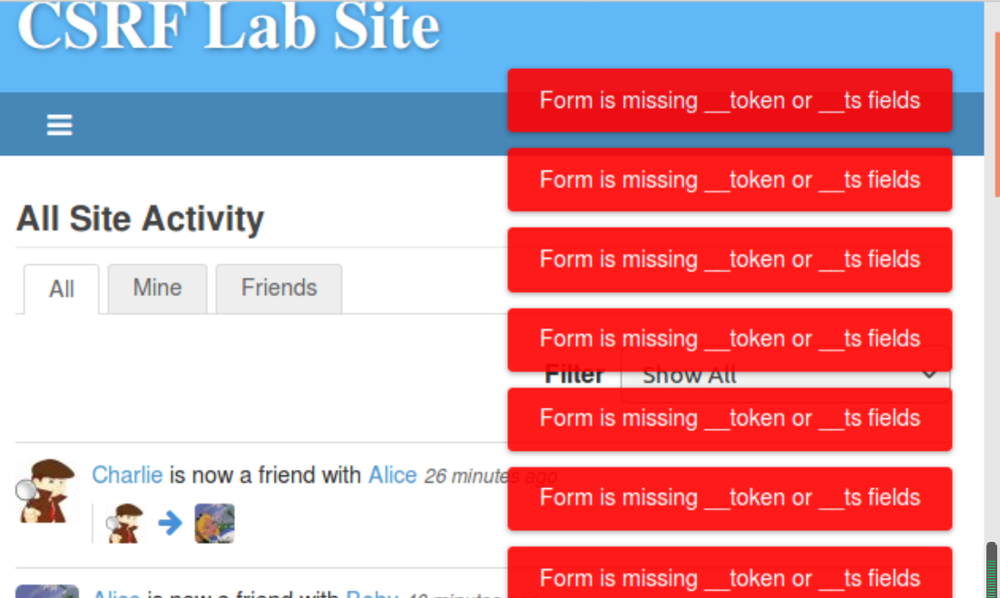 CSRF Lab Site
Form is missing __token or __ts fields
Form is missing __token or __ts fields
All Site Activity
Form is missing __token or __ts fields
All Mine Friends
Form is missing __token or __ts fields
Filter Show All
Form is missing __token or __ts fields
Charlie is now a friend with Alice 26 minutes ago
Form is missing __token or __ts fields
Form is missing __token or __ts fields
Alice is now a friend with Boby 40 minutes